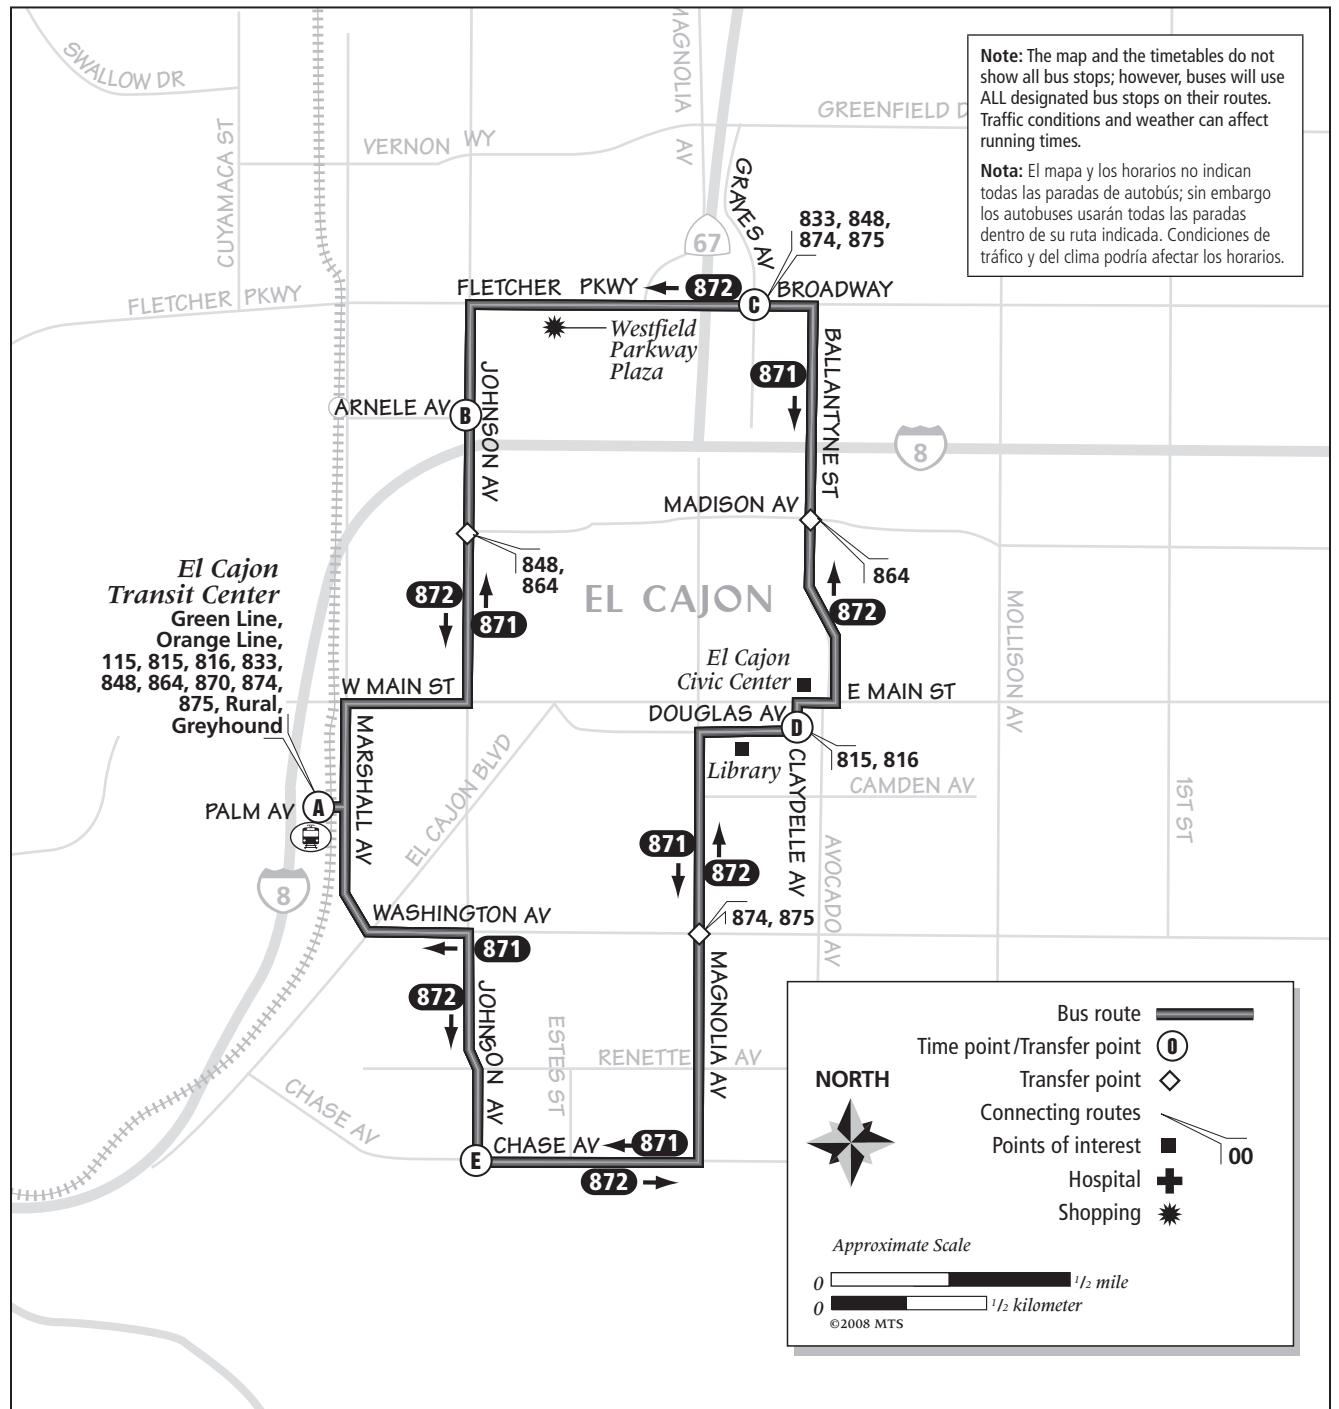 SWALLOW DR
CUYAMACA ST
VERNON WY
MAGNOLIA AV
GREENFIELD D
Note: The map and the timetables do not
show all bus stops; however, buses will use
ALL designated bus stops on their routes.
Traffic conditions and weather can affect
running times.
Nota: El mapa y los horarios no indican
todas las paradas de autobús; sin embargo
los autobuses usarán todas las paradas
dentro de su ruta indicada. Condiciones de
tráfico y del clima podría afectar los horarios.
GRAVES AV
67
833, 848,
874, 875
FLETCHER PKWY
FLETCHER PKWY
872
C
BROADWAY
Westfield
Parkway
Plaza
871
BALLANTYNE ST
JOHNSON AV
ARNELE AV
B
8
MADISON AV
848,
864
864
El Cajon
Transit Center
Green Line,
Orange Line,
115, 815, 816, 833,
848, 864, 870, 874,
875, Rural,
Greyhound
872
871
EL CAJON
872
MOLLISON AV
El Cajon
Civic Center
W MAIN ST
E MAIN ST
DOUGLAS AV
D
815, 816
Library
MARSHALL AV
EL CAJON BLVD
CLAYDELLE AV
CAMDEN AV
1ST ST
PALM AV
A
8
871
872
AVOCADO AV
WASHINGTON AV
874, 875
871
872
JOHNSON AV
MAGNOLIA AV
ESTES ST
RENETTE AV
CHASE AV
E
CHASE AV
871
872
Bus route
Time point/Transfer point
0
NORTH
Transfer point
Connecting routes
00
Points of interest
Hospital
Shopping
Approximate Scale
0
1/2 mile
0
1/2 kilometer
©2008 MTS